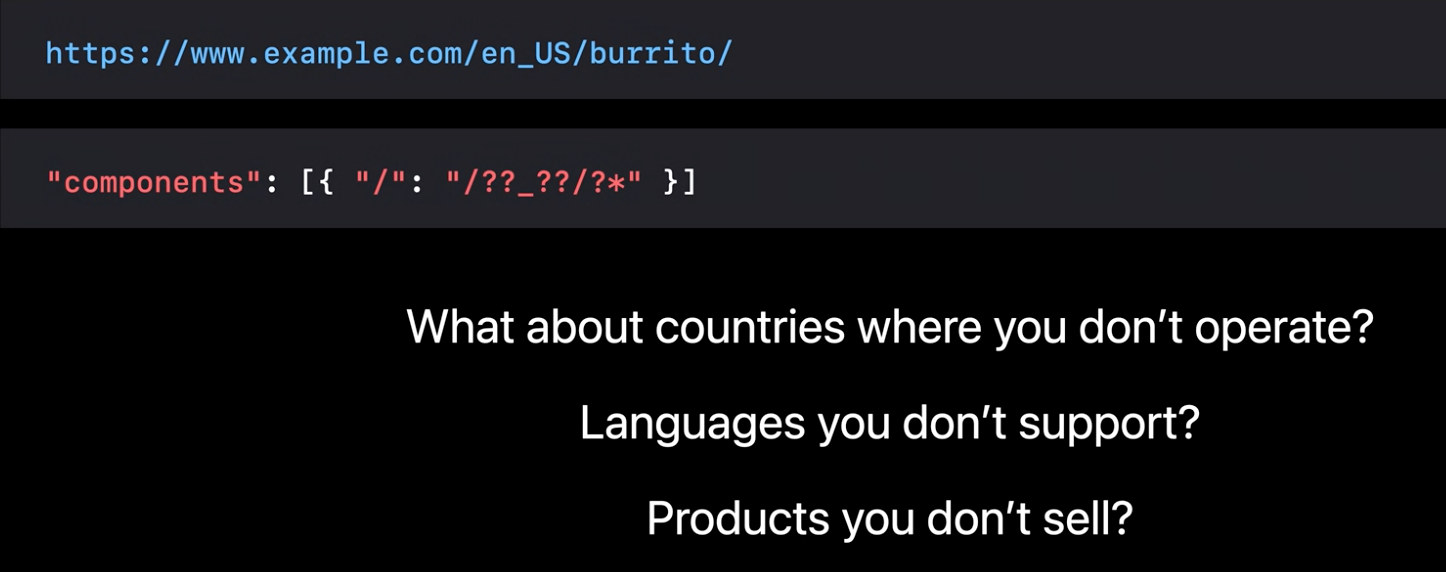 https://www.example.com/en_US/burrito/
"components": [{ "/": "/??_??/?*" }]
What about countries where you don’t operate?
Languages you don’t support?
Products you don’t sell?